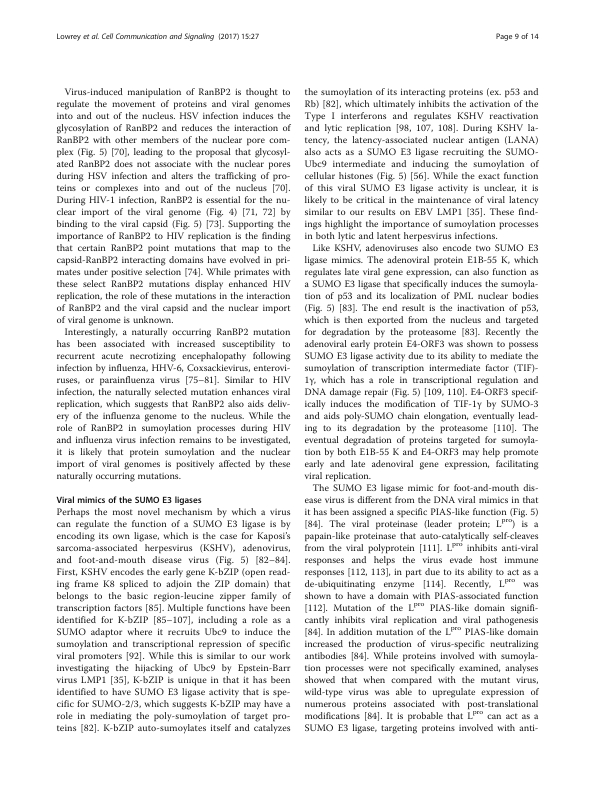 Lowrey et al. Cell Communication and Signaling (2017) 15:27
Page 9 of 14
Virus-induced manipulation of RanBP2 is thought to
regulate the movement of proteins and viral genomes
into and out of the nucleus. HSV infection induces the
glycosylation of RanBP2 and reduces the interaction of
RanBP2 with other members of the nuclear pore com-
plex (Fig. 5) [70], leading to the proposal that glycosyl-
ated RanBP2 does not associate with the nuclear pores
during HSV infection and alters the trafficking of pro-
teins or complexes into and out of the nucleus [70].
During HIV-1 infection, RanBP2 is essential for the nu-
clear import of the viral genome (Fig. 4) [71, 72] by
binding to the viral capsid (Fig. 5) [73]. Supporting the
importance of RanBP2 to HIV replication is the finding
that certain RanBP2 point mutations that map to the
capsid-RanBP2 interacting domains have evolved in pri-
mates under positive selection [74]. While primates with
these select RanBP2 mutations display enhanced HIV
replication, the role of these mutations in the interaction
of RanBP2 and the viral capsid and the nuclear import
of viral genome is unknown.
Interestingly, a naturally occurring RanBP2 mutation
has been associated with increased susceptibility to
recurrent acute necrotizing encephalopathy following
infection by influenza, HHV-6, Coxsackievirus, enterovi-
ruses, or parainfluenza virus [75–81]. Similar to HIV
infection, the naturally selected mutation enhances viral
replication, which suggests that RanBP2 also aids deliv-
ery of the influenza genome to the nucleus. While the
role of RanBP2 in sumoylation processes during HIV
and influenza virus infection remains to be investigated,
it is likely that protein sumoylation and the nuclear
import of viral genomes is positively affected by these
naturally occurring mutations.
Viral mimics of the SUMO E3 ligases
Perhaps the most novel mechanism by which a virus
can regulate the function of a SUMO E3 ligase is by
encoding its own ligase, which is the case for Kaposi's
sarcoma-associated herpesvirus (KSHV), adenovirus,
and foot-and-mouth disease virus (Fig. 5) [82–84].
First, KSHV encodes the early gene K-bZIP (open read-
ing frame K8 spliced to adjoin the ZIP domain) that
belongs to the basic region-leucine zipper family of
transcription factors [85]. Multiple functions have been
identified for K-bZIP [85–107], including a role as a
SUMO adaptor where it recruits Ubc9 to induce the
sumoylation and transcriptional repression of specific
viral promoters [92]. While this is similar to our work
investigating the hijacking of Ubc9 by Epstein-Barr
virus LMP1 [35], K-bZIP is unique in that it has been
identified to have SUMO E3 ligase activity that is spe-
cific for SUMO-2/3, which suggests K-bZIP may have a
role in mediating the poly-sumoylation of target pro-
teins [82]. K-bZIP auto-sumoylates itself and catalyzes
the sumoylation of its interacting proteins (ex. p53 and
Rb) [82], which ultimately inhibits the activation of the
Type I interferons and regulates KSHV reactivation
and lytic replication [98, 107, 108]. During KSHV la-
tency, the latency-associated nuclear antigen (LANA)
also acts as a SUMO E3 ligase recruiting the SUMO-
Ubc9 intermediate and inducing the sumoylation of
cellular histones (Fig. 5) [56]. While the exact function
of this viral SUMO E3 ligase activity is unclear, it is
likely to be critical in the maintenance of viral latency
similar to our results on EBV LMP1 [35]. These find-
ings highlight the importance of sumoylation processes
in both lytic and latent herpesvirus infections.
Like KSHV, adenoviruses also encode two SUMO E3
ligase mimics. The adenoviral protein E1B-55 K, which
regulates late viral gene expression, can also function as
a SUMO E3 ligase that specifically induces the sumoyla-
tion of p53 and its localization of PML nuclear bodies
(Fig. 5) [83]. The end result is the inactivation of p53,
which is then exported from the nucleus and targeted
for degradation by the proteasome [83]. Recently the
adenoviral early protein E4-ORF3 was shown to possess
SUMO E3 ligase activity due to its ability to mediate the
sumoylation of transcription intermediate factor (TIF)-
1γ, which has a role in transcriptional regulation and
DNA damage repair (Fig. 5) [109, 110]. E4-ORF3 specif-
ically induces the modification of TIF-1γ by SUMO-3
and aids poly-SUMO chain elongation, eventually lead-
ing to its degradation by the proteasome [110]. The
eventual degradation of proteins targeted for sumoyla-
tion by both E1B-55 K and E4-ORF3 may help promote
early and late adenoviral gene expression, facilitating
viral replication.
The SUMO E3 ligase mimic for foot-and-mouth dis-
ease virus is different from the DNA viral mimics in that
it has been assigned a specific PIAS-like function (Fig. 5)
[84]. The viral proteinase (leader protein; Lpro) is a
papain-like proteinase that auto-catalytically self-cleaves
from the viral polyprotein [111]. Lpro inhibits anti-viral
responses and helps the virus evade host immune
responses [112, 113], in part due to its ability to act as a
de-ubiquitinating enzyme [114]. Recently, Lpro was
shown to have a domain with PIAS-associated function
[112]. Mutation of the Lpro PIAS-like domain signifi-
cantly inhibits viral replication and viral pathogenesis
[84]. In addition mutation of the Lpro PIAS-like domain
increased the production of virus-specific neutralizing
antibodies [84]. While proteins involved with sumoyla-
tion processes were not specifically examined, analyses
showed that when compared with the mutant virus,
wild-type virus was able to upregulate expression of
numerous proteins associated with post-translational
modifications [84]. It is probable that Lpro can act as a
SUMO E3 ligase, targeting proteins involved with anti-